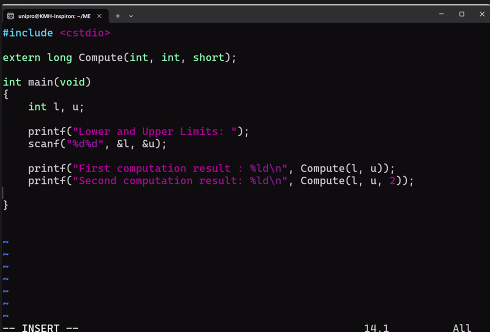 unipro@KMH-Inspiron: ~/ME
#include <cstdio>
extern long Compute(int, int, short);
int main(void)
{
    int l, u;
    printf("Lower and Upper Limits: ");
    scanf("%d%d", &l, &u);
    printf("First computation result : %ld\n", Compute(l, u));
    printf("Second computation result: %ld\n", Compute(l, u, 2));
}
~
~
~
~
~
~
~
-- INSERT -- 14,1 All